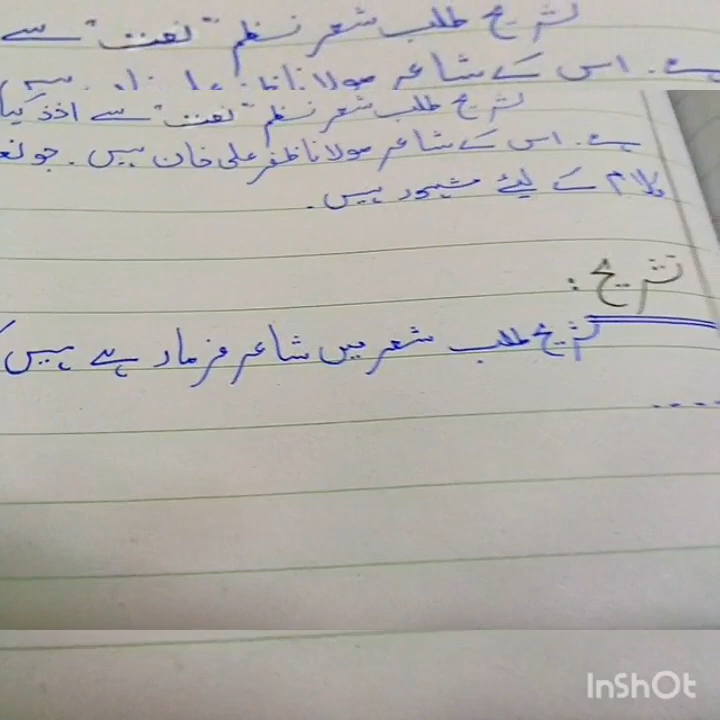 تشریح طلب شعر نظم "نعت" سے
ہے۔ اس کے شاعر مولانا
تشریح طلب شعر نظم "نعت" سے اخذ کیا
ہے۔ اس کے شاعر مولانا ظفر علی خان ہیں۔ جو
کلام کے لیئے مشہور ہیں۔
تشریح :
تشریح طلب شعر میں شاعر فرما رہے ہیں
....
InShOt